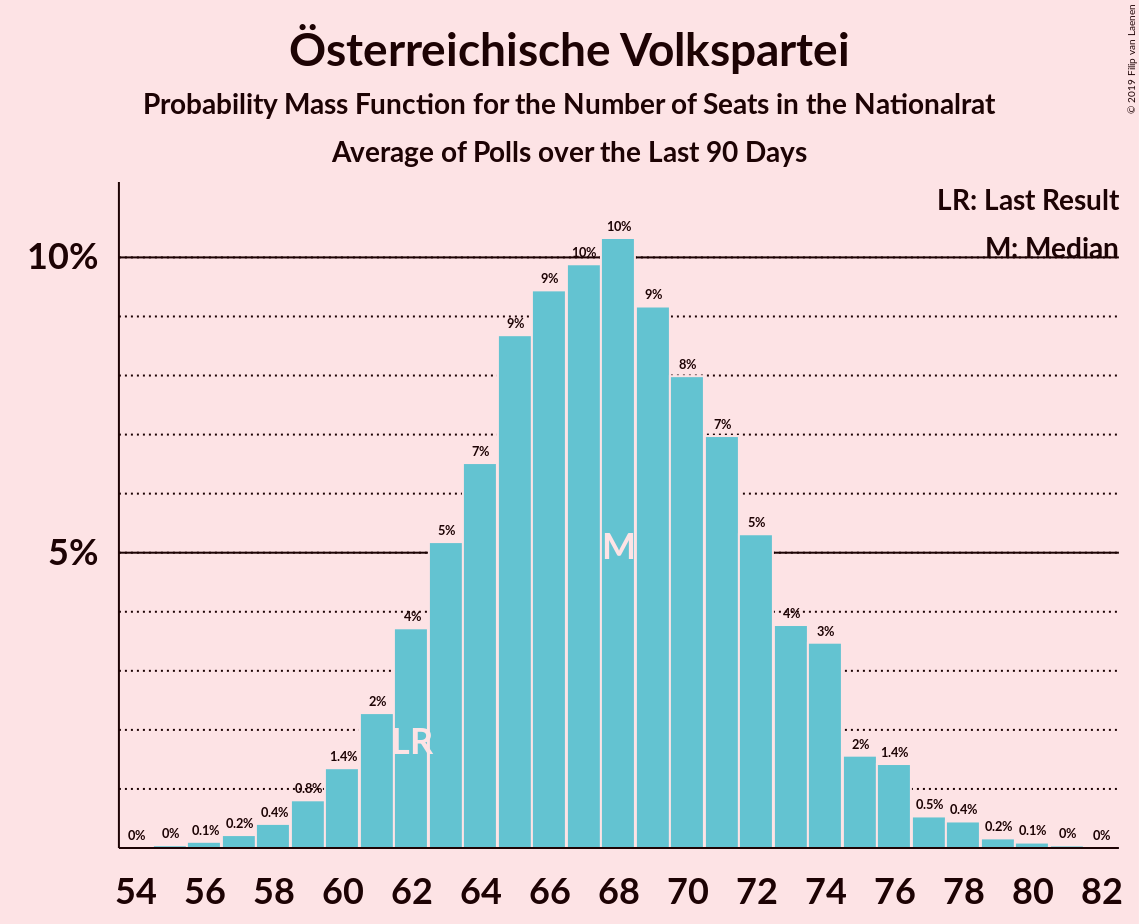 Österreichische Volkspartei
Probability Mass Function for the Number of Seats in the Nationalrat
Average of Polls over the Last 90 Days
© 2019 Filip van Laenen
LR: Last Result
M: Median
10%
5%
0% 0% 0.1% 0.2% 0.4% 0.8% 1.4% 2% 4% 5% 7% 9% 9% 10% 10% 9% 8% 7% 5% 4% 3% 2% 1.4% 0.5% 0.4% 0.2% 0.1% 0% 0%
M
LR
54 56 58 60 62 64 66 68 70 72 74 76 78 80 82